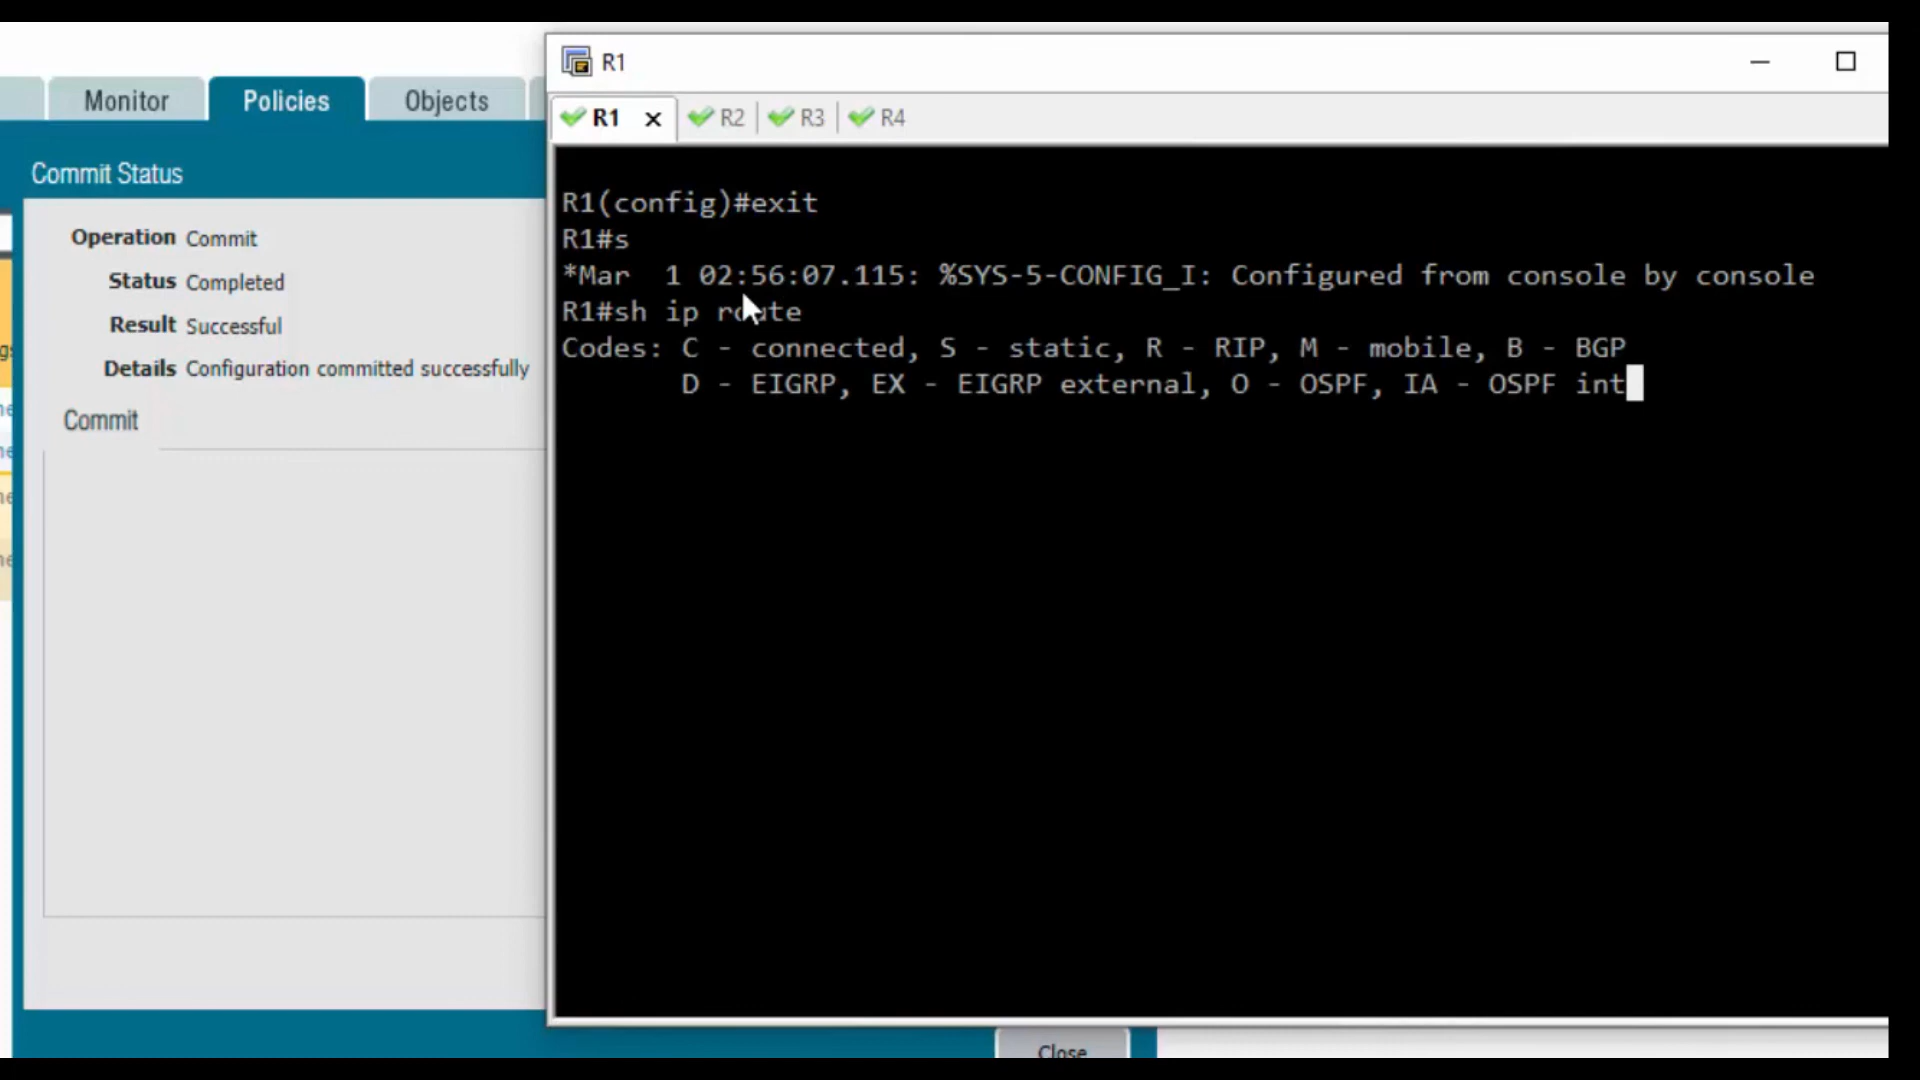 Monitor
Policies
Objects
Commit Status
Operation Commit
Status Completed
Result Successful
Details Configuration committed successfully
Commit
R1
R1 x
R2
R3
R4
R1(config)#exit
R1#s
*Mar  1 02:56:07.115: %SYS-5-CONFIG_I: Configured from console by console
R1#sh ip route
Codes: C - connected, S - static, R - RIP, M - mobile, B - BGP
       D - EIGRP, EX - EIGRP external, O - OSPF, IA - OSPF int
Close